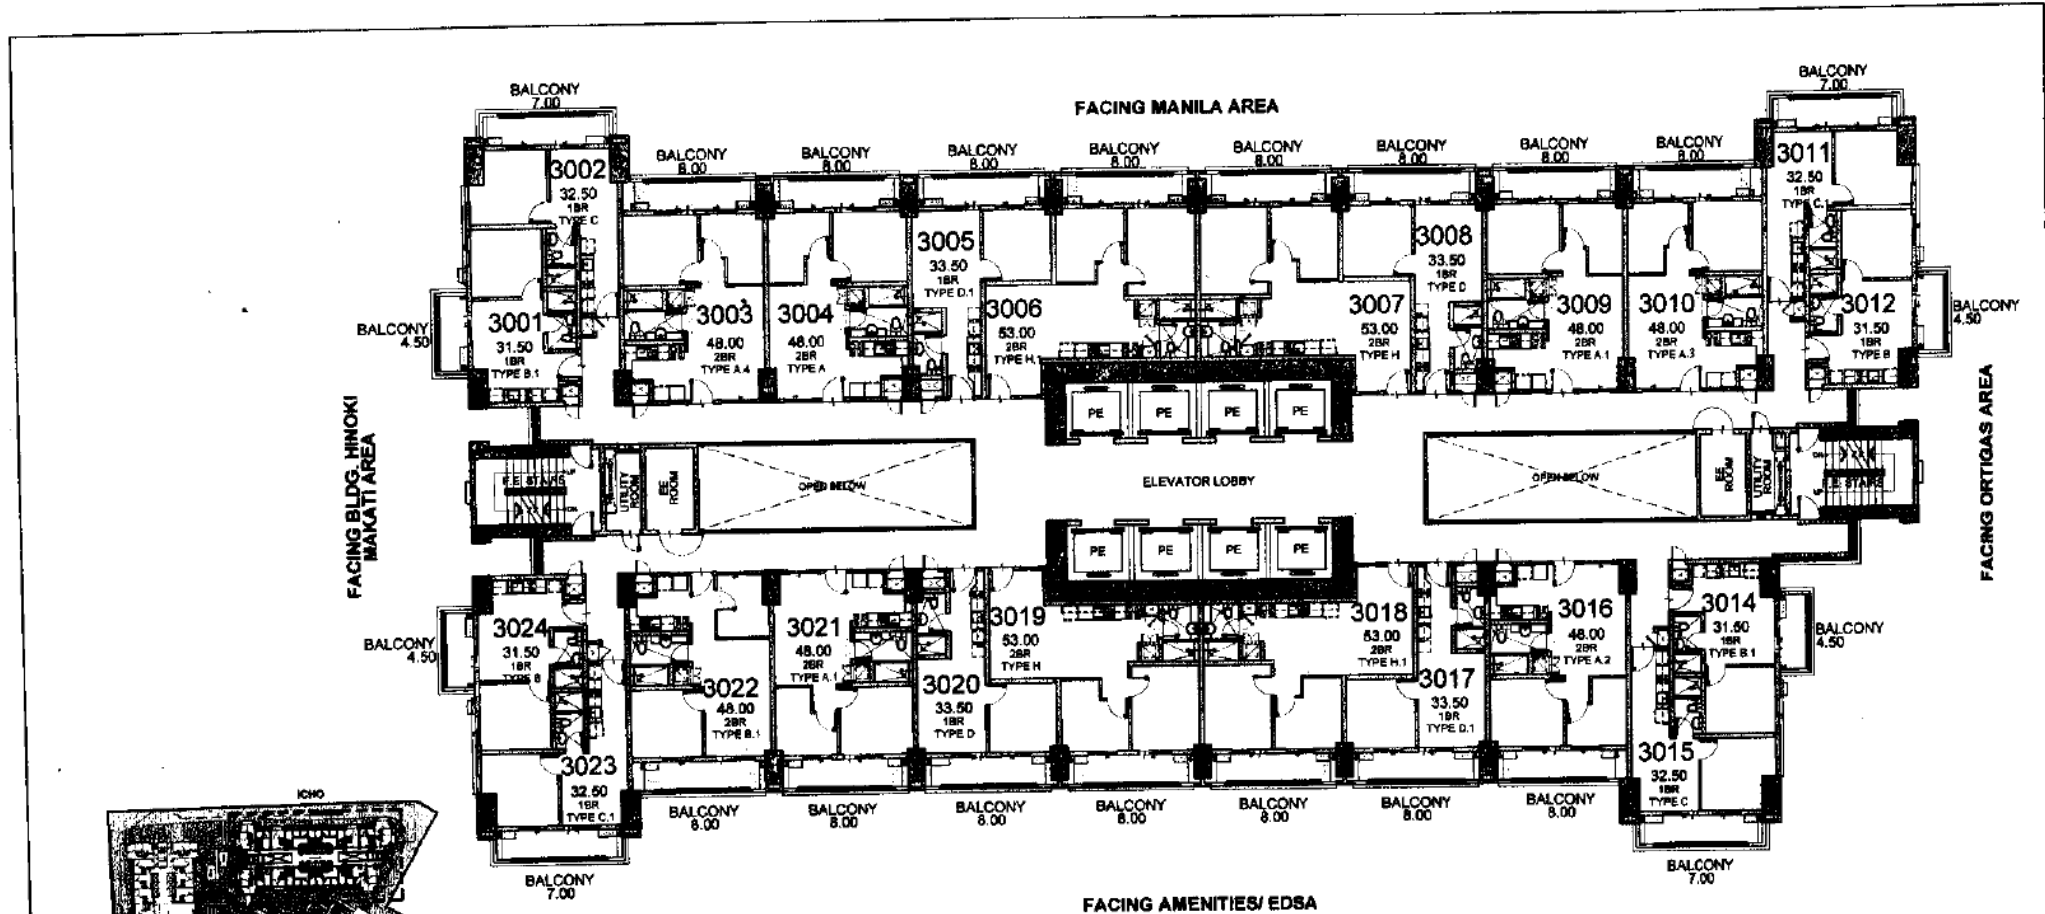 FACING MANILA AREA
BALCONY
7.00
BALCONY
8.00
BALCONY
8.00
BALCONY
8.00
BALCONY
8.00
BALCONY
8.00
BALCONY
8.00
BALCONY
8.00
BALCONY
8.00
BALCONY
7.00
3002
32.50
1BR
TYPE C
3001
31.50
1BR
TYPE B.1
BALCONY
4.50
3003
48.00
2BR
TYPE A.4
3004
48.00
2BR
TYPE A
3005
33.50
1BR
TYPE D.1
3006
53.00
2BR
TYPE H.1
3007
53.00
2BR
TYPE H
3008
33.50
1BR
TYPE D
3009
48.00
2BR
TYPE A.1
3010
48.00
2BR
TYPE A.3
3011
32.50
1BR
TYPE C.1
3012
31.50
1BR
TYPE B
BALCONY
4.50
FACING BLDG. HINOKI
MAKATI AREA
FACING ORTIGAS AREA
PE
PE
PE
PE
F.E STAIRS
UP
DN
UTILITY
ROOM
EE
ROOM
OPEN BELOW
ELEVATOR LOBBY
OPEN BELOW
EE
ROOM
UTILITY
ROOM
DN
UP
F.E STAIRS
PE
PE
PE
PE
BALCONY
4.50
3024
31.50
1BR
TYPE B
3023
32.50
1BR
TYPE C.1
3022
48.00
2BR
TYPE B.1
3021
48.00
2BR
TYPE A.1
3020
33.50
1BR
TYPE D
3019
53.00
2BR
TYPE H
3018
53.00
2BR
TYPE H.1
3017
33.50
1BR
TYPE D.1
3016
48.00
2BR
TYPE A.2
3015
32.50
1BR
TYPE C
3014
31.50
1BR
TYPE B.1
BALCONY
4.50
BALCONY
7.00
BALCONY
8.00
BALCONY
8.00
BALCONY
8.00
BALCONY
8.00
BALCONY
8.00
BALCONY
8.00
BALCONY
8.00
BALCONY
7.00
FACING AMENITIES/ EDSA
ICHO